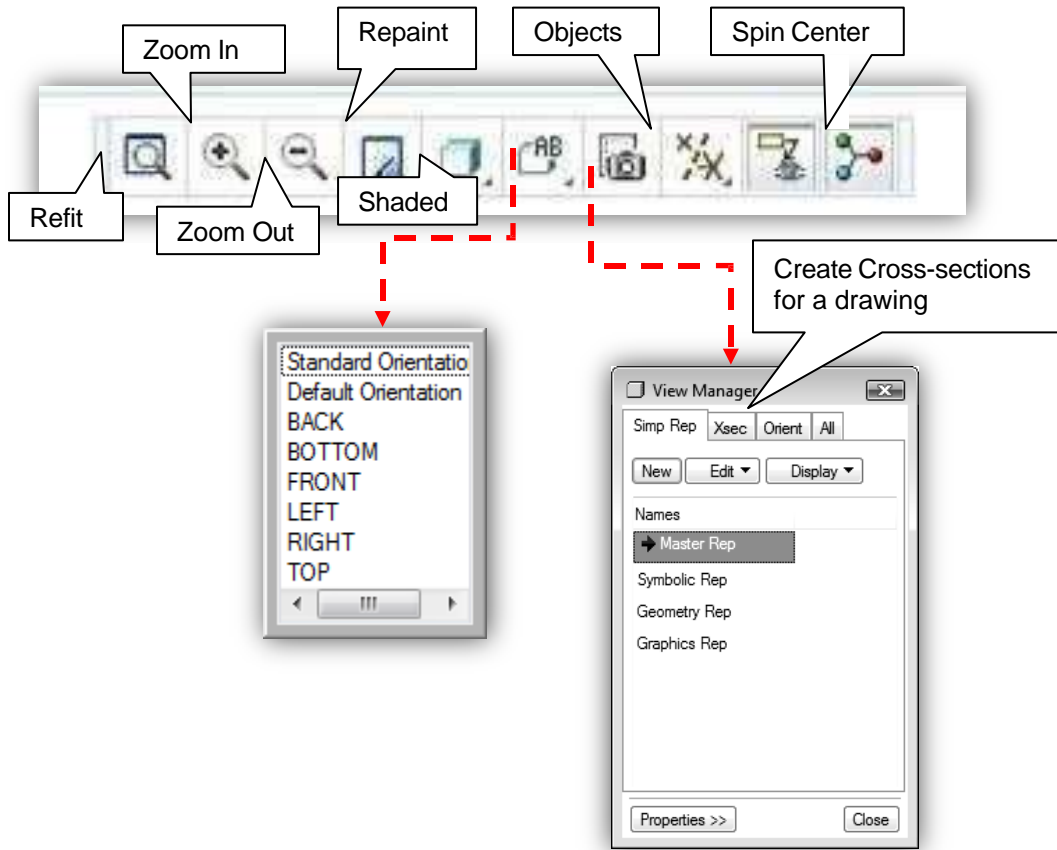 Zoom In
Repaint
Objects
Spin Center
AB
Refit
Zoom Out
Shaded
Create Cross-sections
for a drawing
Standard Orientatio
Default Orientation
BACK
BOTTOM
FRONT
LEFT
RIGHT
TOP
View Manager
Simp Rep Xsec Orient All
New Edit Display
Names
Master Rep
Symbolic Rep
Geometry Rep
Graphics Rep
Properties >> Close